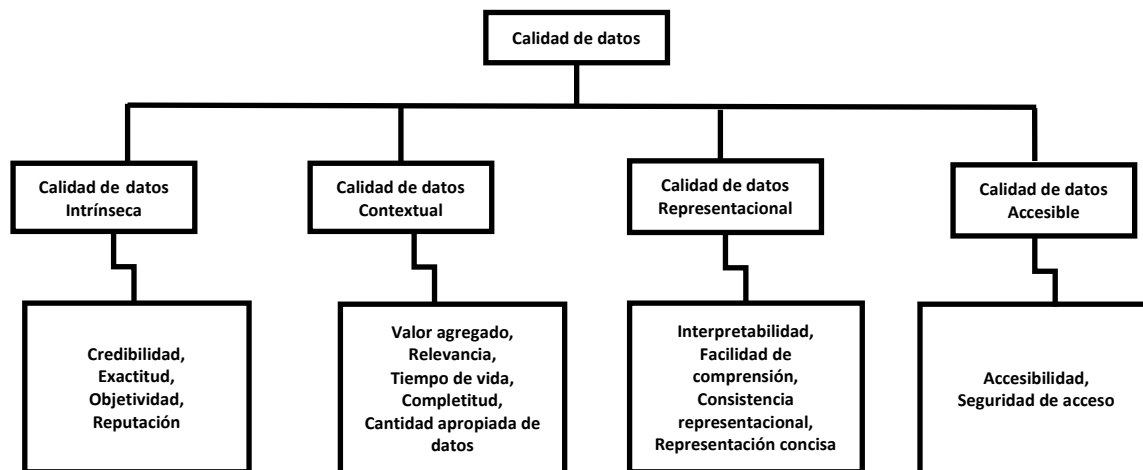 Calidad de datos
Calidad de datos
Intrínseca
Calidad de datos
Contextual
Calidad de datos
Representacional
Calidad de datos
Accesible
Credibilidad,
Exactitud,
Objetividad,
Reputación
Valor agregado,
Relevancia,
Tiempo de vida,
Completitud,
Cantidad apropiada de
datos
Interpretabilidad,
Facilidad de
comprensión,
Consistencia
representacional,
Representación concisa
Accesibilidad,
Seguridad de acceso